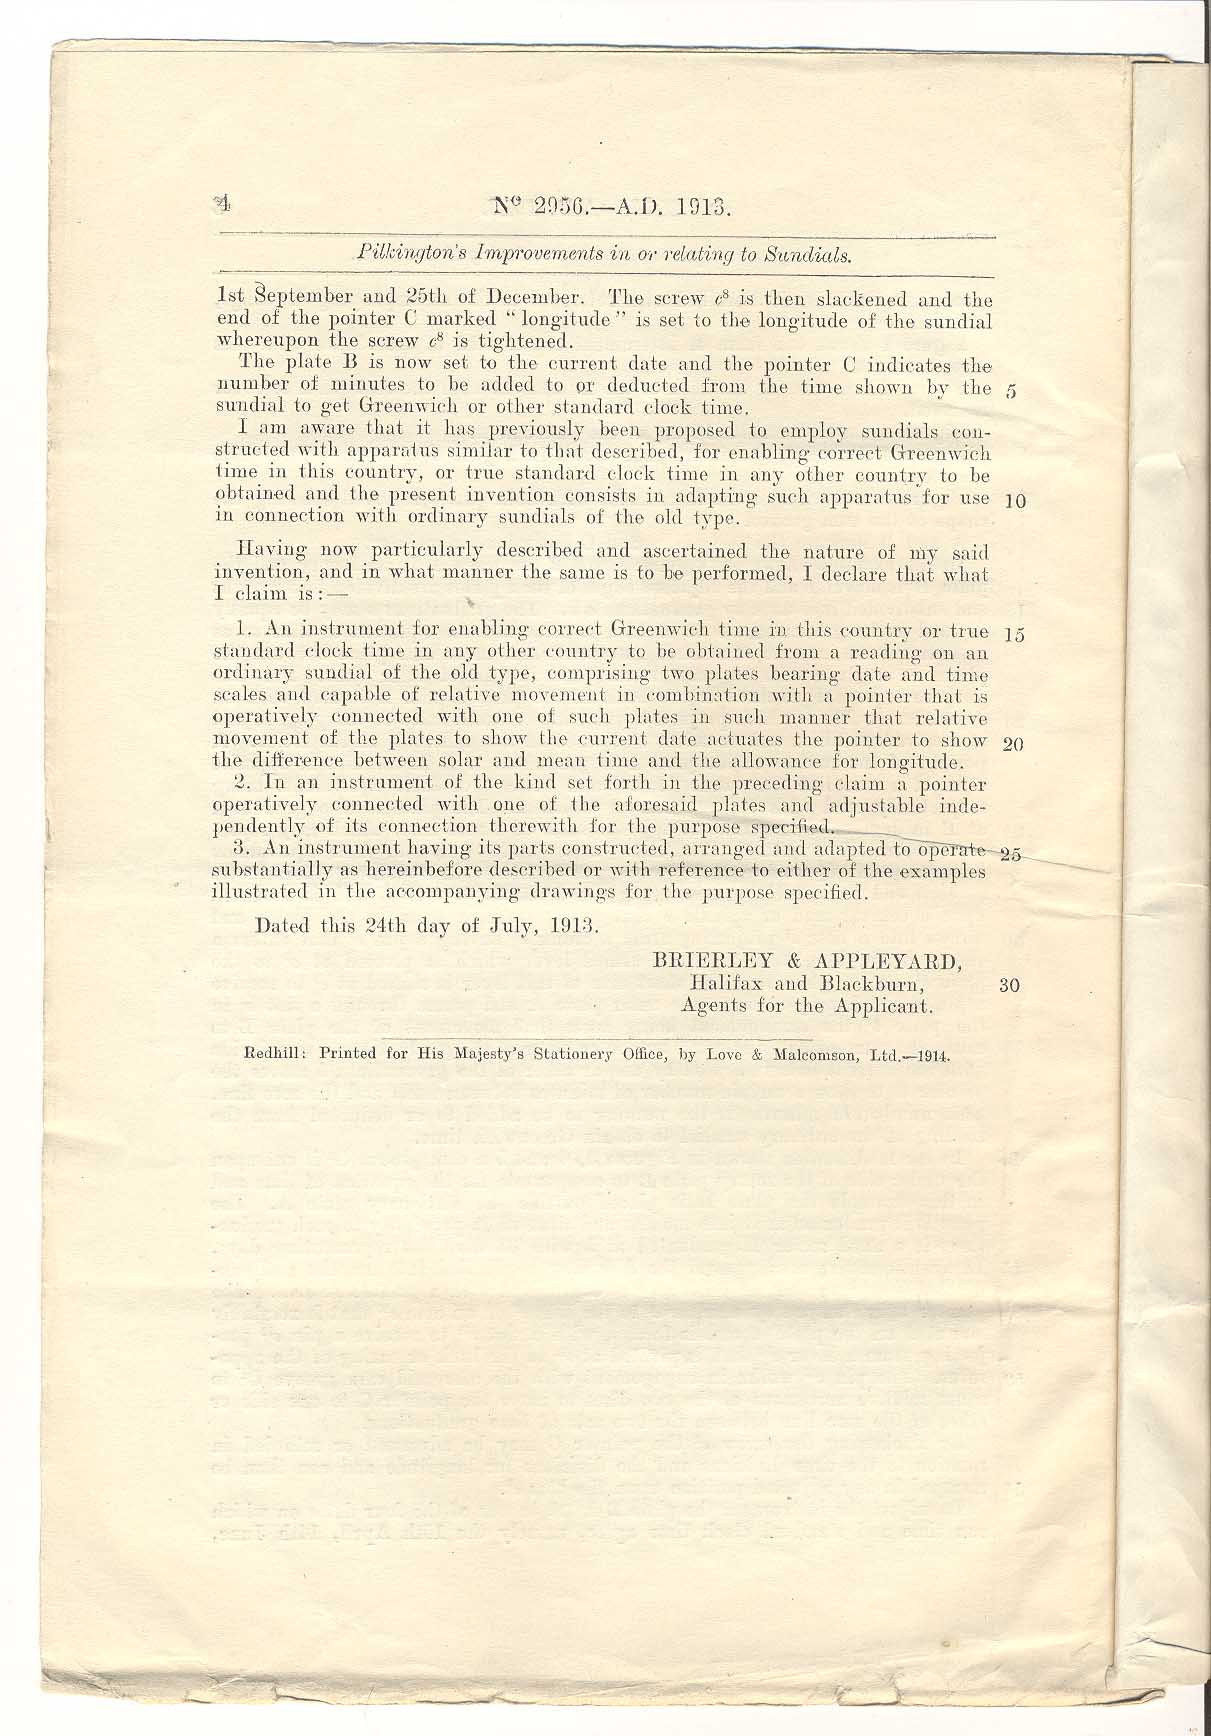 4
Nº 2956.—A.D. 1913.
Pilkington's Improvements in or relating to Sundials.
1st September and 25th of December. The screw c⁸ is then slackened and the
end of the pointer C marked “ longitude ” is set to the longitude of the sundial
whereupon the screw c⁸ is tightened.
The plate B is now set to the current date and the pointer C indicates the
number of minutes to be added to or deducted from the time shown by the 5
sundial to get Greenwich or other standard clock time.
I am aware that it has previously been proposed to employ sundials con-
structed with apparatus similar to that described, for enabling correct Greenwich
time in this country, or true standard clock time in any other country to be
obtained and the present invention consists in adapting such apparatus for use 10
in connection with ordinary sundials of the old type.
Having now particularly described and ascertained the nature of my said
invention, and in what manner the same is to be performed, I declare that what
I claim is :—
1. An instrument for enabling correct Greenwich time in this country or true 15
standard clock time in any other country to be obtained from a reading on an
ordinary sundial of the old type, comprising two plates bearing date and time
scales and capable of relative movement in combination with a pointer that is
operatively connected with one of such plates in such manner that relative
movement of the plates to show the current date actuates the pointer to show 20
the difference between solar and mean time and the allowance for longitude.
2. In an instrument of the kind set forth in the preceding claim a pointer
operatively connected with one of the aforesaid plates and adjustable inde-
pendently of its connection therewith for the purpose specified.
3. An instrument having its parts constructed, arranged and adapted to operate 25
substantially as hereinbefore described or with reference to either of the examples
illustrated in the accompanying drawings for the purpose specified.
Dated this 24th day of July, 1913.
BRIERLEY & APPLEYARD,
Halifax and Blackburn, 30
Agents for the Applicant.
Redhill: Printed for His Majesty's Stationery Office, by Love & Malcomson, Ltd.—1914.